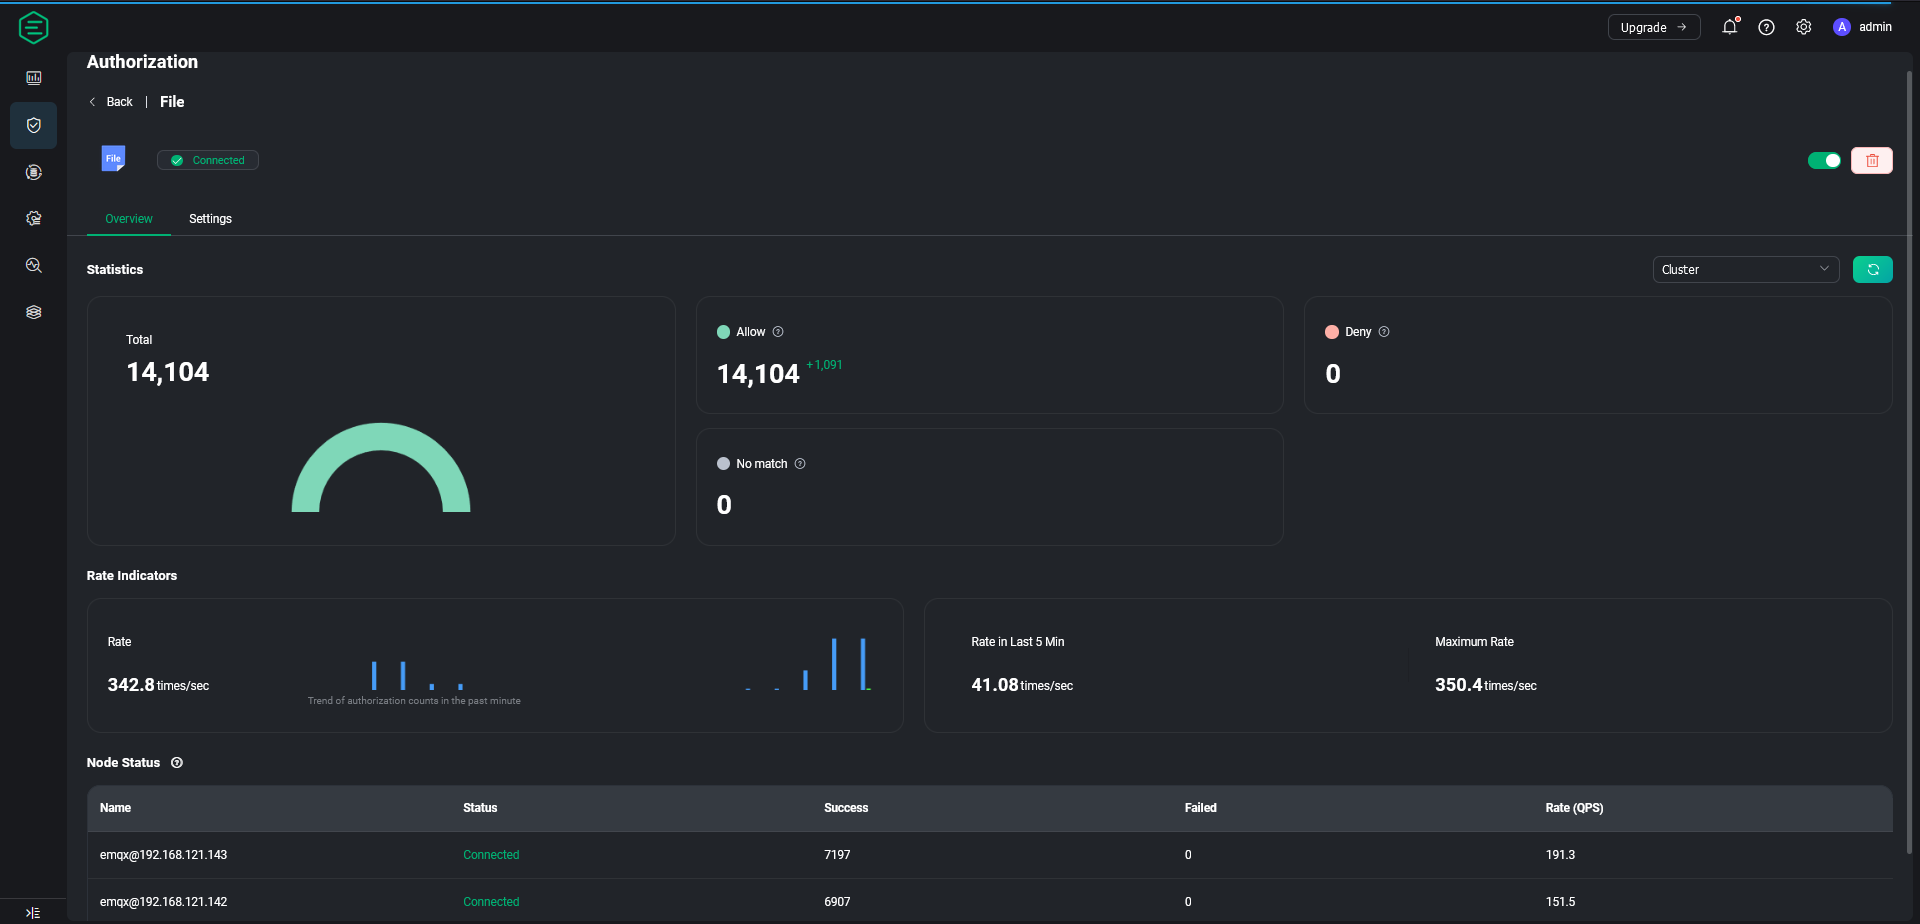 Upgrade →
A admin
Authorization
Back | File
File
Connected
Overview
Settings
Statistics
Cluster
Total
14,104
Allow
14,104 +1,091
Deny
0
No match
0
Rate Indicators
Rate
342.8 times/sec
Trend of authorization counts in the past minute
Rate in Last 5 Min
41.08 times/sec
Maximum Rate
350.4 times/sec
Node Status
Name Status Success Failed Rate (QPS)
emqx@192.168.121.143 Connected 7197 0 191.3
emqx@192.168.121.142 Connected 6907 0 151.5